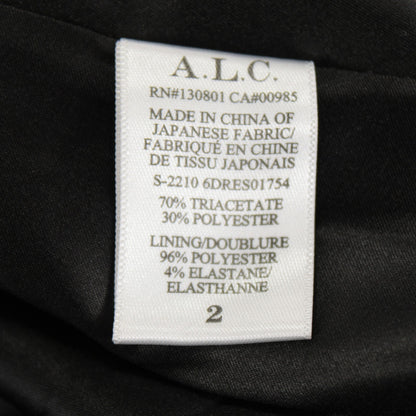 A.L.C.
RN#130801 CA#00985
MADE IN CHINA OF
JAPANESE FABRIC/
FABRIQUÉ EN CHINE
DE TISSU JAPONAIS
S-2210 6DRES01754
70% TRIACETATE
30% POLYESTER
LINING/DOUBLURE
96% POLYESTER
4% ELASTANE/
ELASTHANNE
2